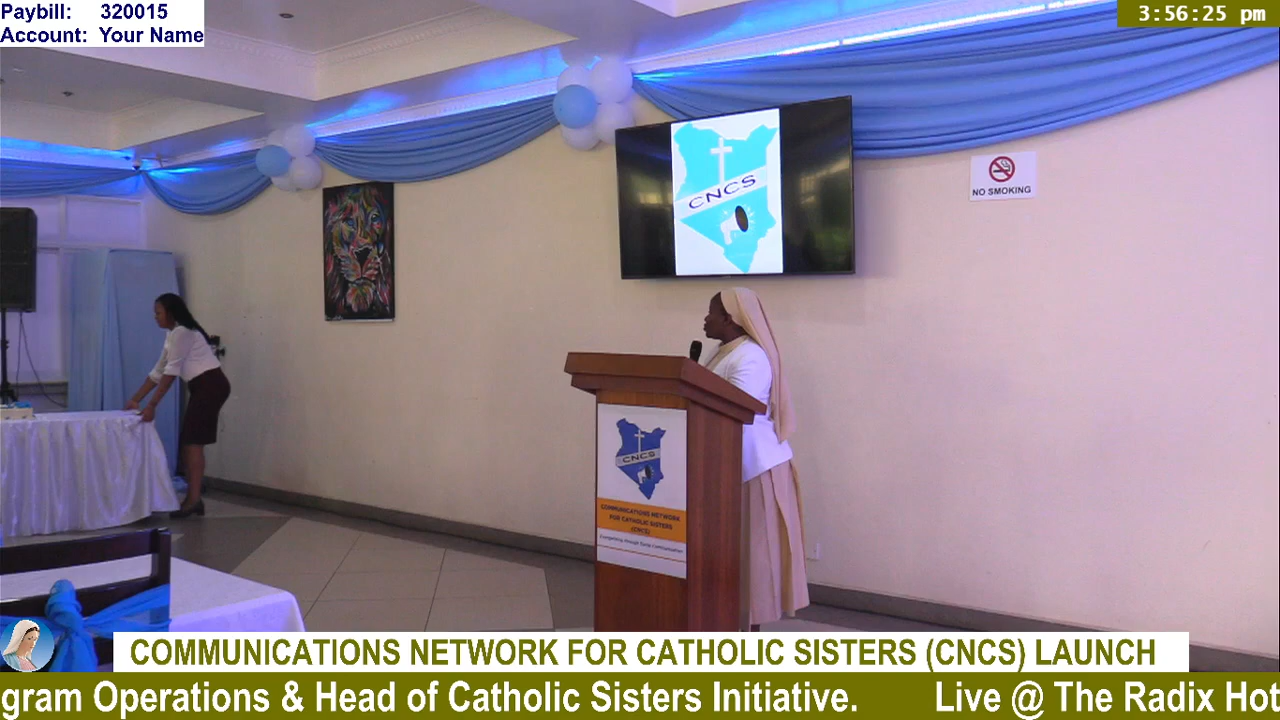 Paybill: 320015
Account: Your Name
3:56:25 pm
CNCS
NO SMOKING
CNCS
COMMUNICATIONS NETWORK
FOR CATHOLIC SISTERS
(CNCS)
COMMUNICATIONS NETWORK FOR CATHOLIC SISTERS (CNCS) LAUNCH
gram Operations & Head of Catholic Sisters Initiative. Live @ The Radix Hot